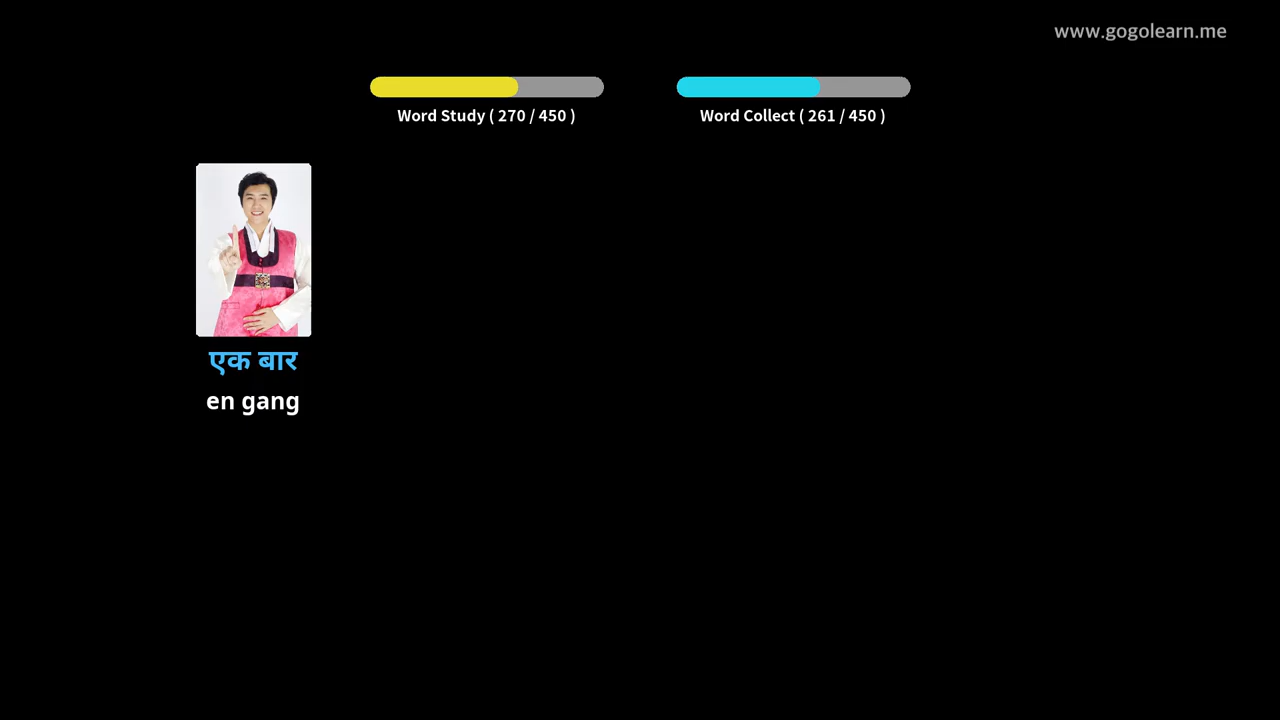 www.gogolearn.me
Word Study ( 270 / 450 )
Word Collect ( 261 / 450 )
एक बार
en gang